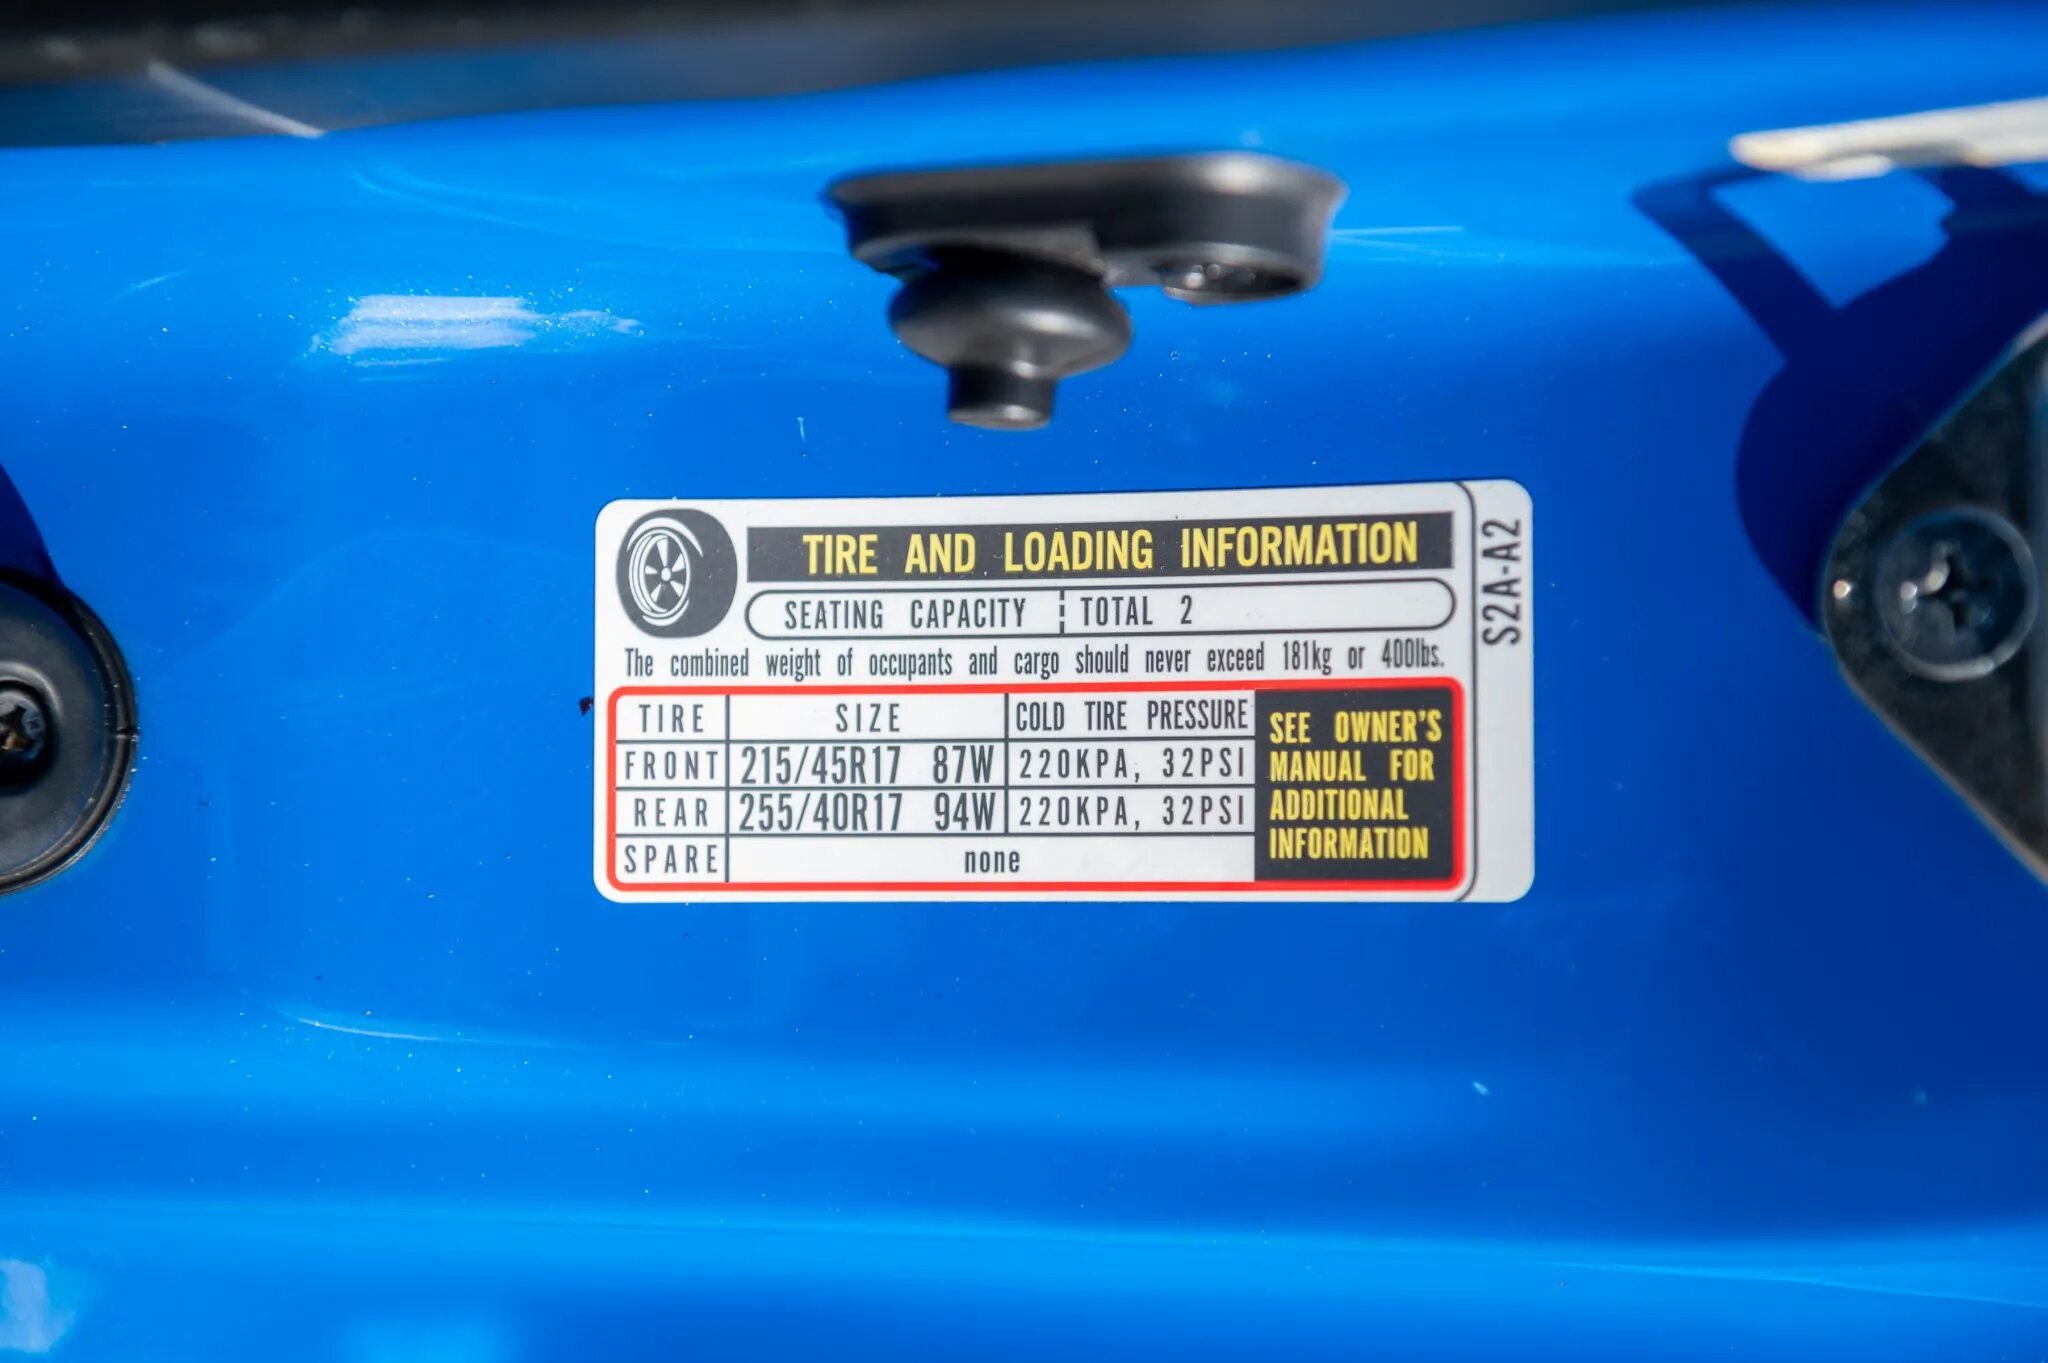 TIRE AND LOADING INFORMATION
SEATING CAPACITY TOTAL 2
The combined weight of occupants and cargo should never exceed 181kg or 400lbs.
TIRE SIZE COLD TIRE PRESSURE
FRONT 215/45R17 87W 220KPA, 32PSI
REAR 255/40R17 94W 220KPA, 32PSI
SPARE none
SEE OWNER'S
MANUAL FOR
ADDITIONAL
INFORMATION
S2A-A2